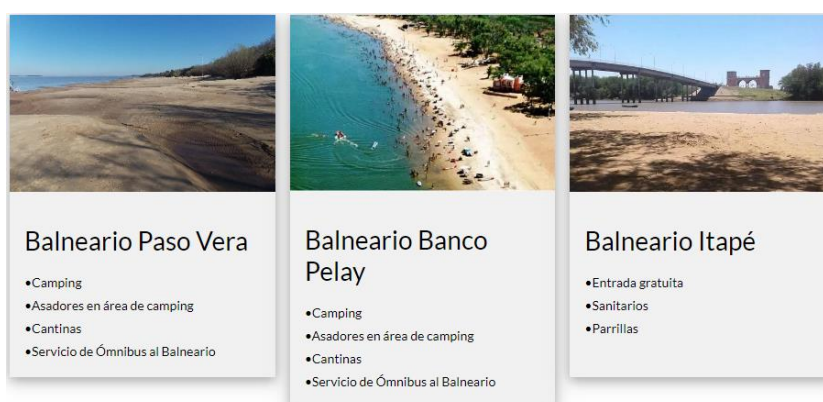 Balneario Paso Vera
•Camping
•Asadores en área de camping
•Cantinas
•Servicio de Ómnibus al Balneario
Balneario Banco
Pelay
•Camping
•Asadores en área de camping
•Cantinas
•Servicio de Ómnibus al Balneario
Balneario Itapé
•Entrada gratuita
•Sanitarios
•Parrillas